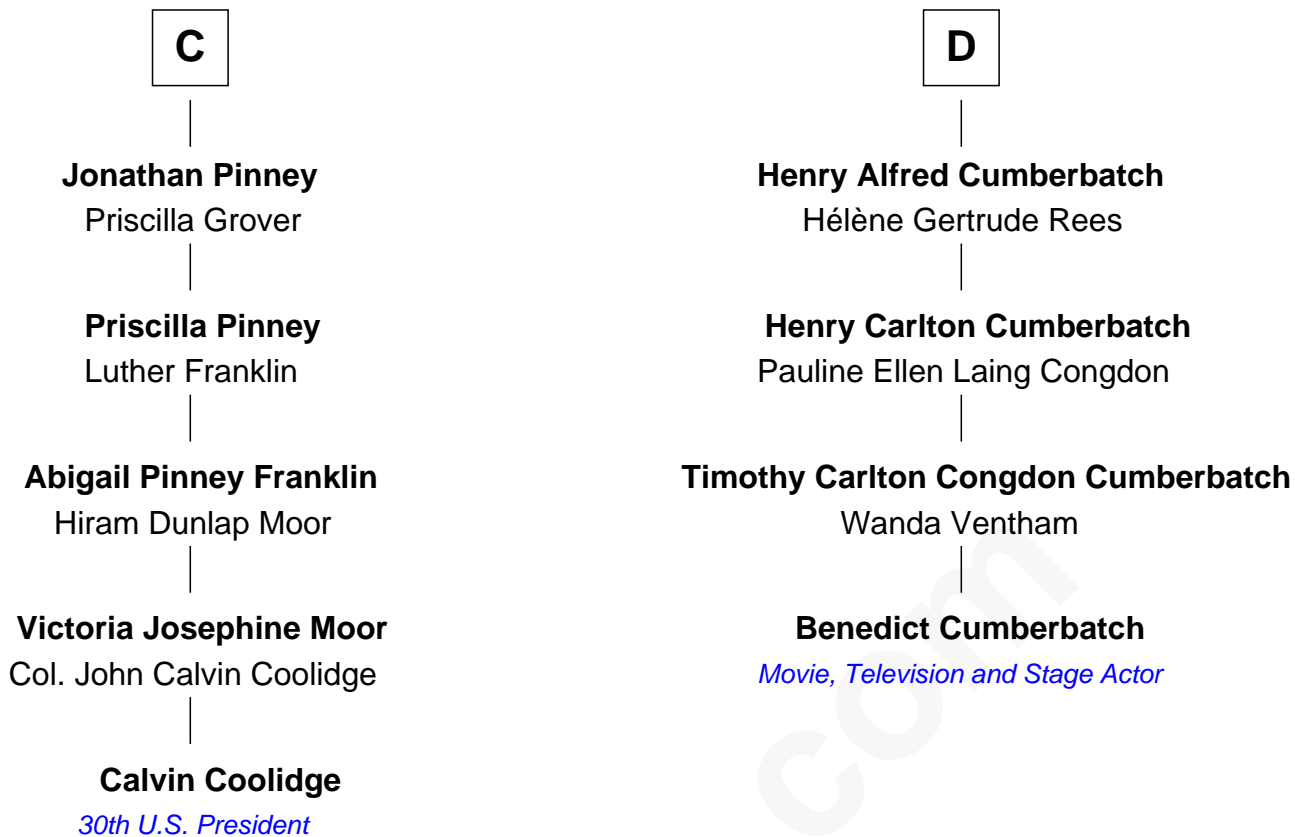 C
Jonathan Pinney
Priscilla Grover
Priscilla Pinney
Luther Franklin
Abigail Pinney Franklin
Hiram Dunlap Moor
Victoria Josephine Moor
Col. John Calvin Coolidge
Calvin Coolidge
30th U.S. President
D
Henry Alfred Cumberbatch
Hélène Gertrude Rees
Henry Carlton Cumberbatch
Pauline Ellen Laing Congdon
Timothy Carlton Congdon Cumberbatch
Wanda Ventham
Benedict Cumberbatch
Movie, Television and Stage Actor
com